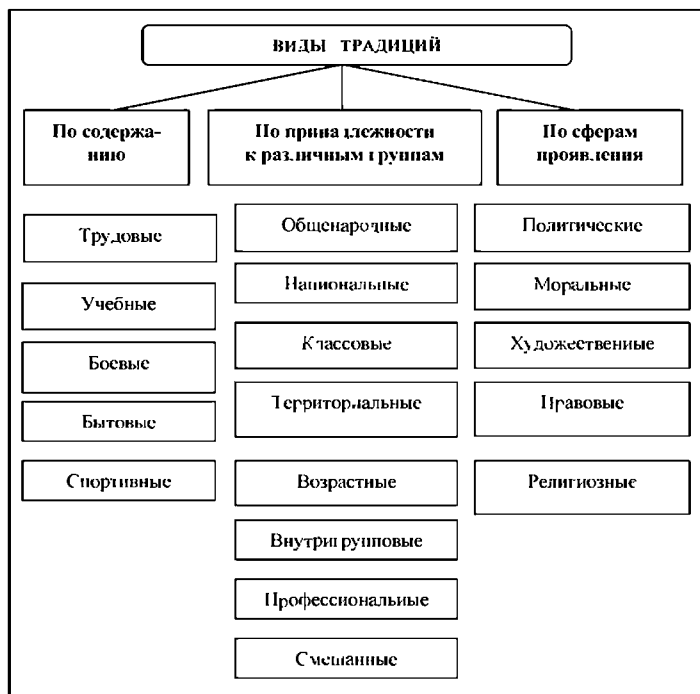 ВИДЫ ТРАДИЦИЙ
По содержа-
нию
По принадлежности
к различным группам
По сферам
проявления
Трудовые
Учебные
Боевые
Бытовые
Спортивные
Общенародные
Национальные
Классовые
Территориальные
Возрастные
Внутригрупповые
Профессиональные
Смешанные
Политические
Моральные
Художественные
Правовые
Религиозные